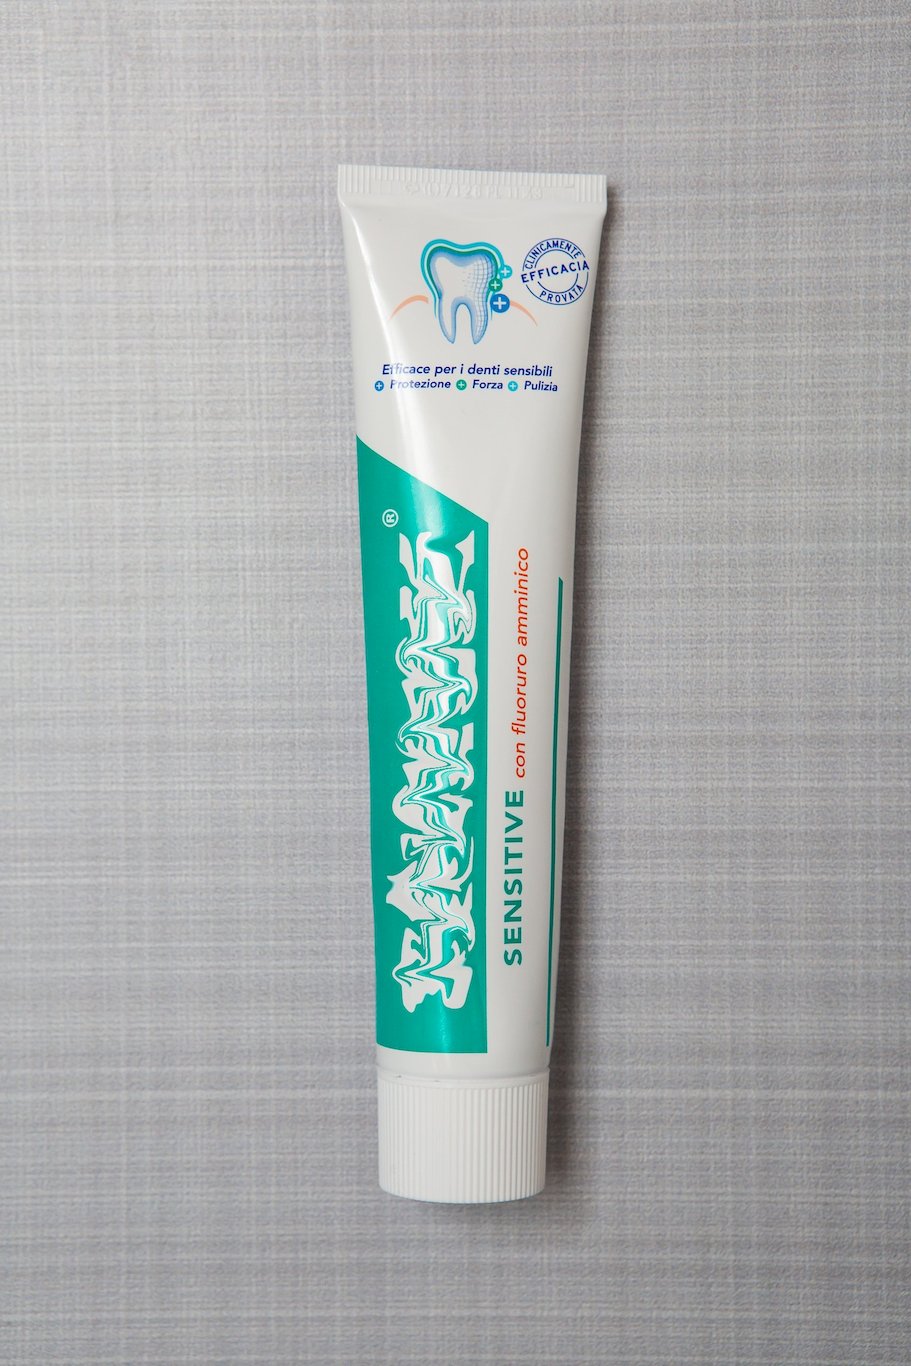 CLINICAMENTE
EFFICACIA
PROVATA
Efficace per i denti sensibili
Protezione Forza Pulizia
®
SENSITIVE con fluoruro amminico